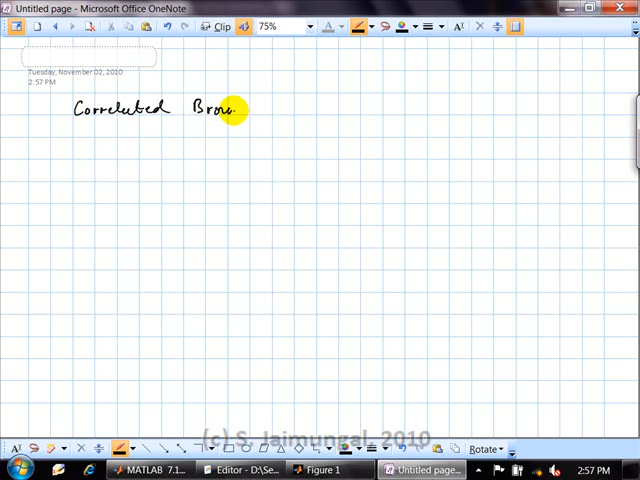 Untitled page - Microsoft Office OneNote
Clip 75%
Tuesday, November 02, 2010
2:57 PM
Correlated Brow
(c) S. Jaimungal, 2010
Rotate
MATLAB 7.1... Editor - D:\Se... Figure 1 Untitled page... 2:57 PM